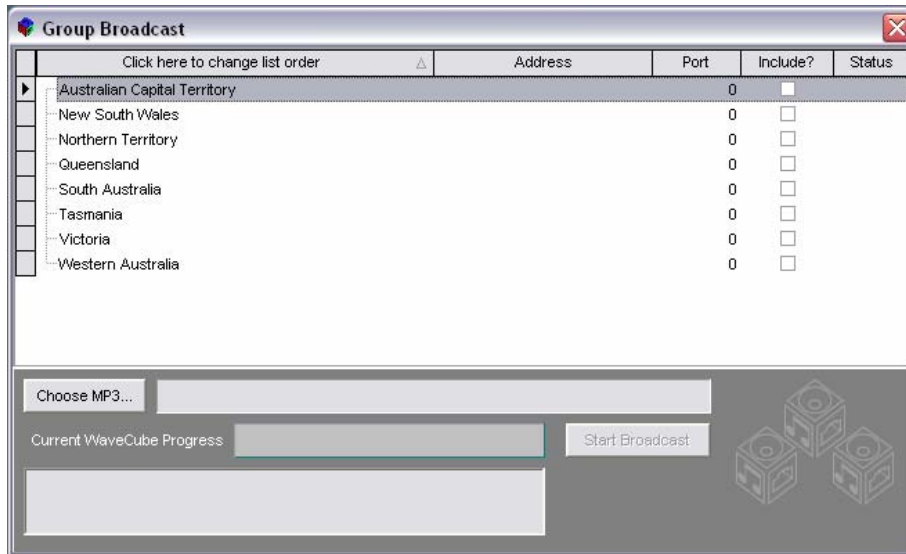 Group Broadcast
Click here to change list order Address Port Include? Status
Australian Capital Territory 0
New South Wales 0
Northern Territory 0
Queensland 0
South Australia 0
Tasmania 0
Victoria 0
Western Australia 0
Choose MP3...
Current WaveCube Progress Start Broadcast